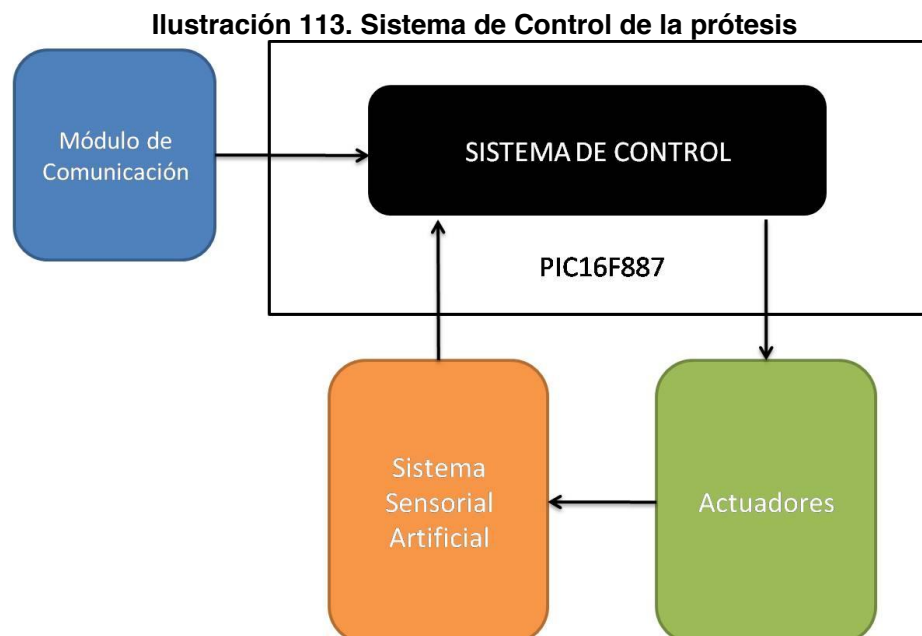 Ilustración 113. Sistema de Control de la prótesis
Módulo de
Comunicación
SISTEMA DE CONTROL
PIC16F887
Sistema
Sensorial
Artificial
Actuadores